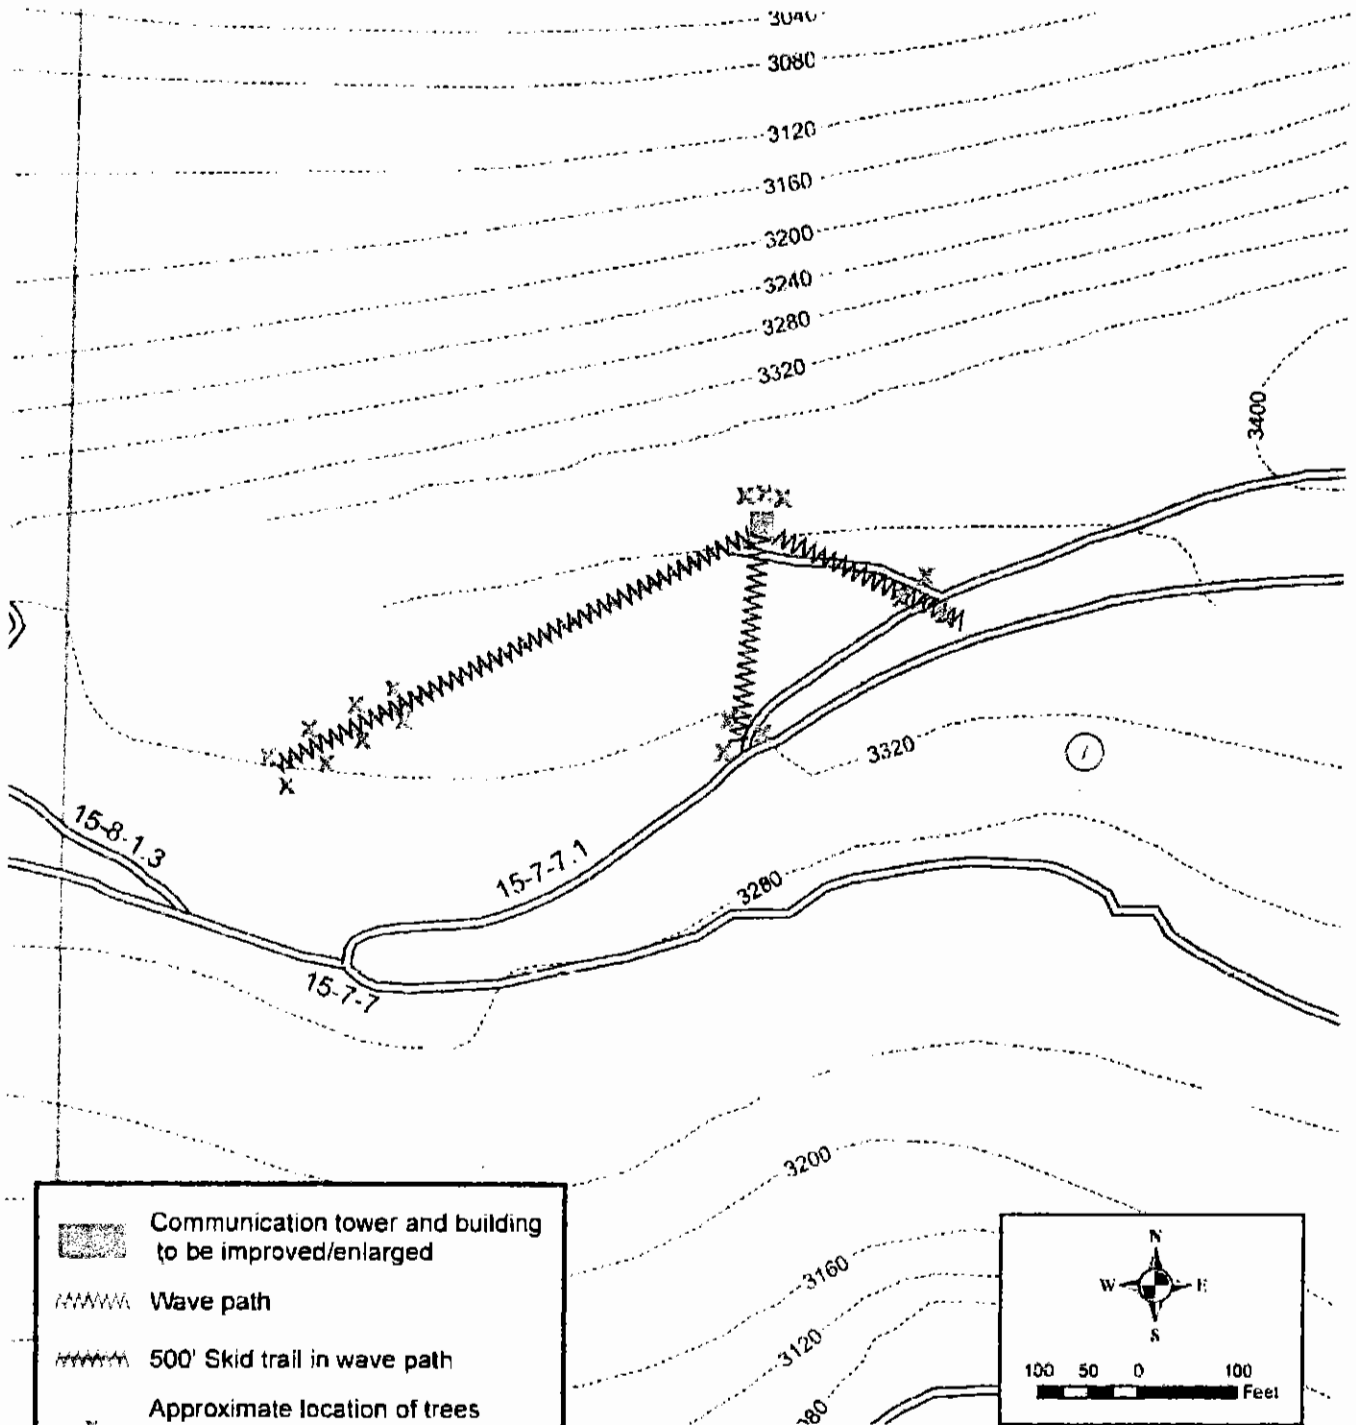 3040
3080
3120
3160
3200
3240
3280
3320
3400
3320
1
15-8-1.3
15-7-7.1
3280
15-7-7
3200
3160
3120
Communication tower and building
to be improved/enlarged
Wave path
500' Skid trail in wave path
Approximate location of trees
N
W E
S
100 50 0 100
Feet